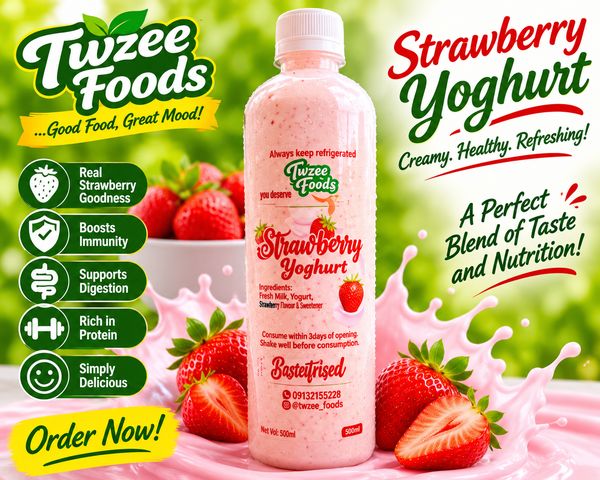 Twzee
Foods
...Good Food, Great Mood!
Real
Strawberry
Goodness
Boosts
Immunity
Supports
Digestion
Rich in
Protein
Simply
Delicious
Order Now!
Always keep refrigerated
Twzee
Foods
you deserve
Strawberry
Yoghurt
Ingredients:
Fresh Milk, Yogurt,
Strawberry Flavour & Sweetener
Consume within 3days of opening.
Shake well before consumption.
Basteifrised
09132155228
@twzee_foods
Net Vol: 500ml
500ml
Strawberry
Yoghurt
Creamy. Healthy. Refreshing!
A Perfect
Blend of Taste
and Nutrition!